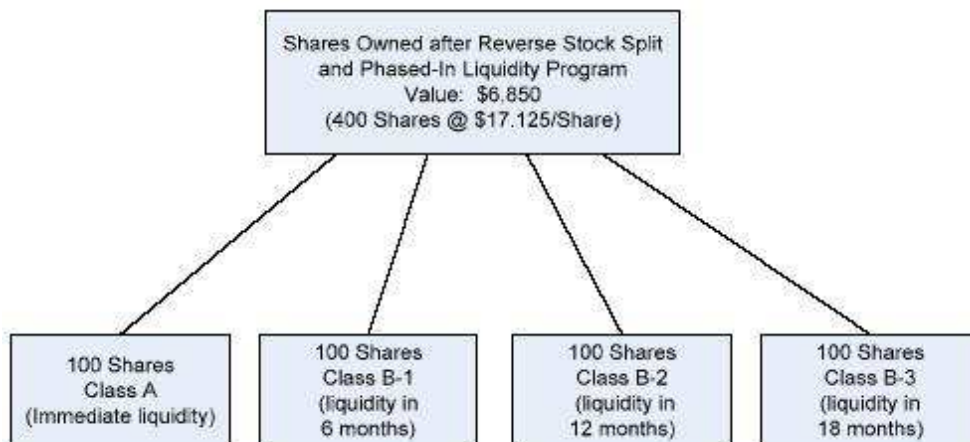 Shares Owned after Reverse Stock Split
and Phased-In Liquidity Program
Value: $6,850
(400 Shares @ $17.125/Share)
100 Shares
Class A
(Immediate liquidity)
100 Shares
Class B-1
(liquidity in
6 months)
100 Shares
Class B-2
(liquidity in
12 months)
100 Shares
Class B-3
(liquidity in
18 months)